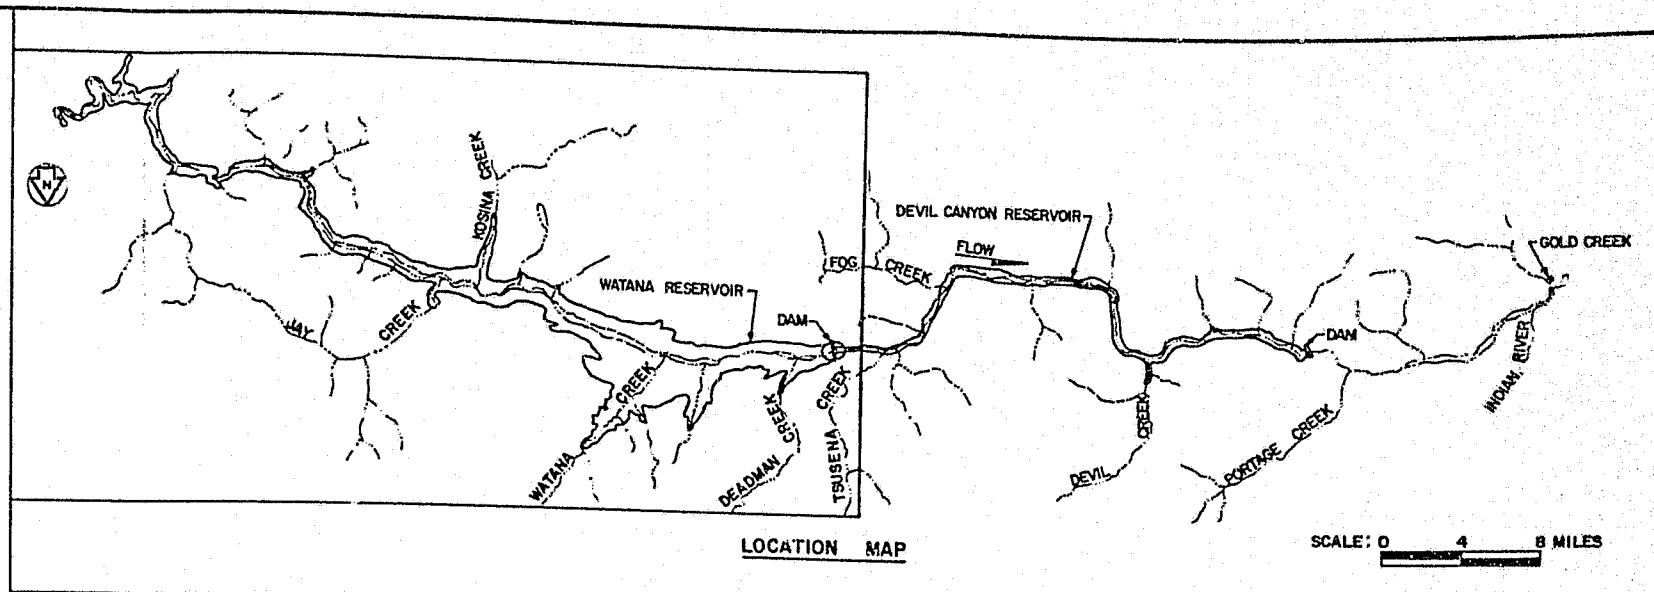 N
KOSINA CREEK
JAY CREEK
WATANA RESERVOIR
DAM
WATANA CREEK
DEADMAN CREEK
TSUSENA CREEK
FOG CREEK
FLOW
DEVIL CANYON RESERVOIR
DEVIL CREEK
DAM
PORTAGE CREEK
INDIAN RIVER
GOLD CREEK
LOCATION MAP
SCALE: 0 4 8 MILES